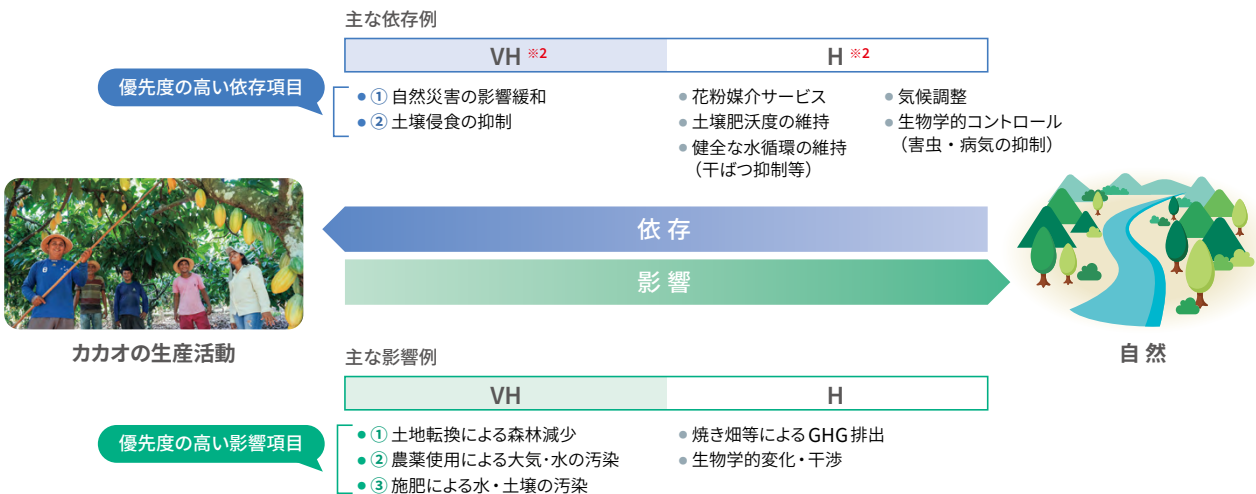 主な依存例
VH ※2
H ※2
優先度の高い依存項目
● ① 自然災害の影響緩和
● ② 土壌侵食の抑制
● 花粉媒介サービス
● 土壌肥沃度の維持
● 健全な水循環の維持
（干ばつ抑制等）
● 気候調整
● 生物学的コントロール
（害虫・病気の抑制）
依存
影響
カカオの生産活動
自然
主な影響例
VH
H
優先度の高い影響項目
● ① 土地転換による森林減少
● ② 農薬使用による大気・水の汚染
● ③ 施肥による水・土壌の汚染
● 焼き畑等によるGHG排出
● 生物学的変化・干渉